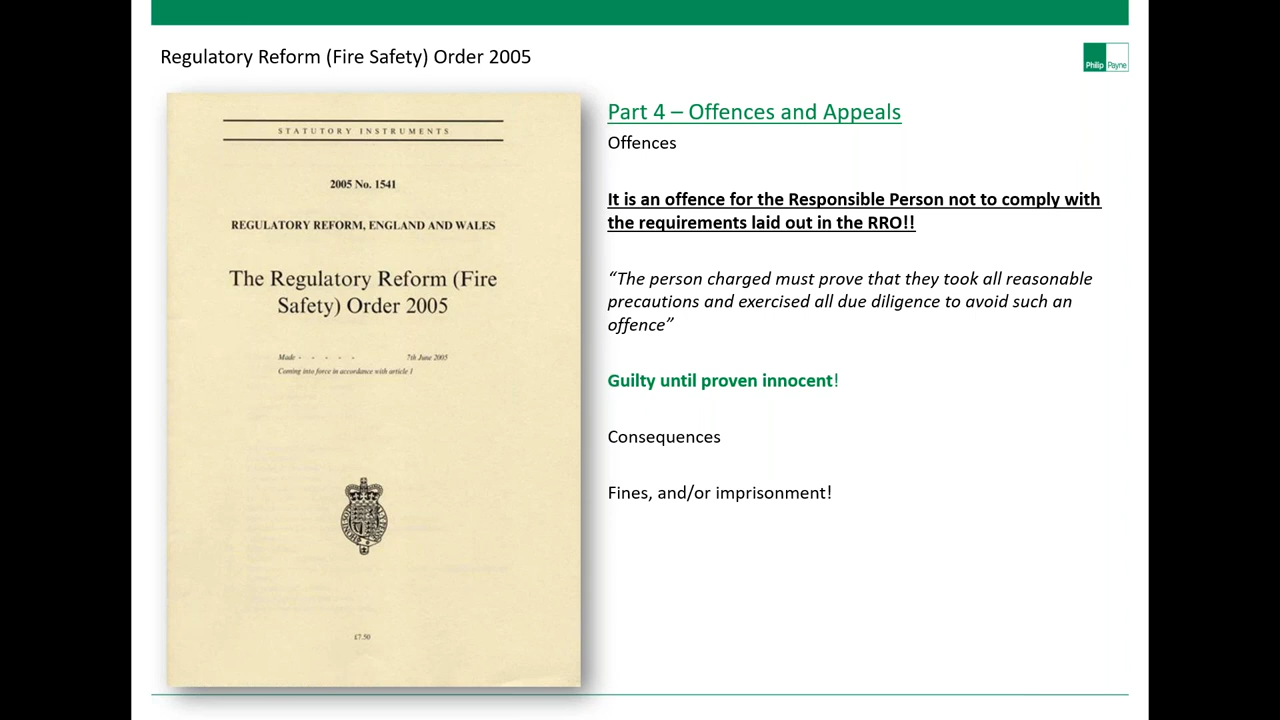 Regulatory Reform (Fire Safety) Order 2005
Philip Payne
STATUTORY INSTRUMENTS
2005 No. 1541
REGULATORY REFORM, ENGLAND AND WALES
The Regulatory Reform (Fire
Safety) Order 2005
Made - - - - - 7th June 2005
Coming into force in accordance with article 1
£7.50
Part 4 – Offences and Appeals
Offences
It is an offence for the Responsible Person not to comply with
the requirements laid out in the RRO!!
“The person charged must prove that they took all reasonable
precautions and exercised all due diligence to avoid such an
offence”
Guilty until proven innocent!
Consequences
Fines, and/or imprisonment!